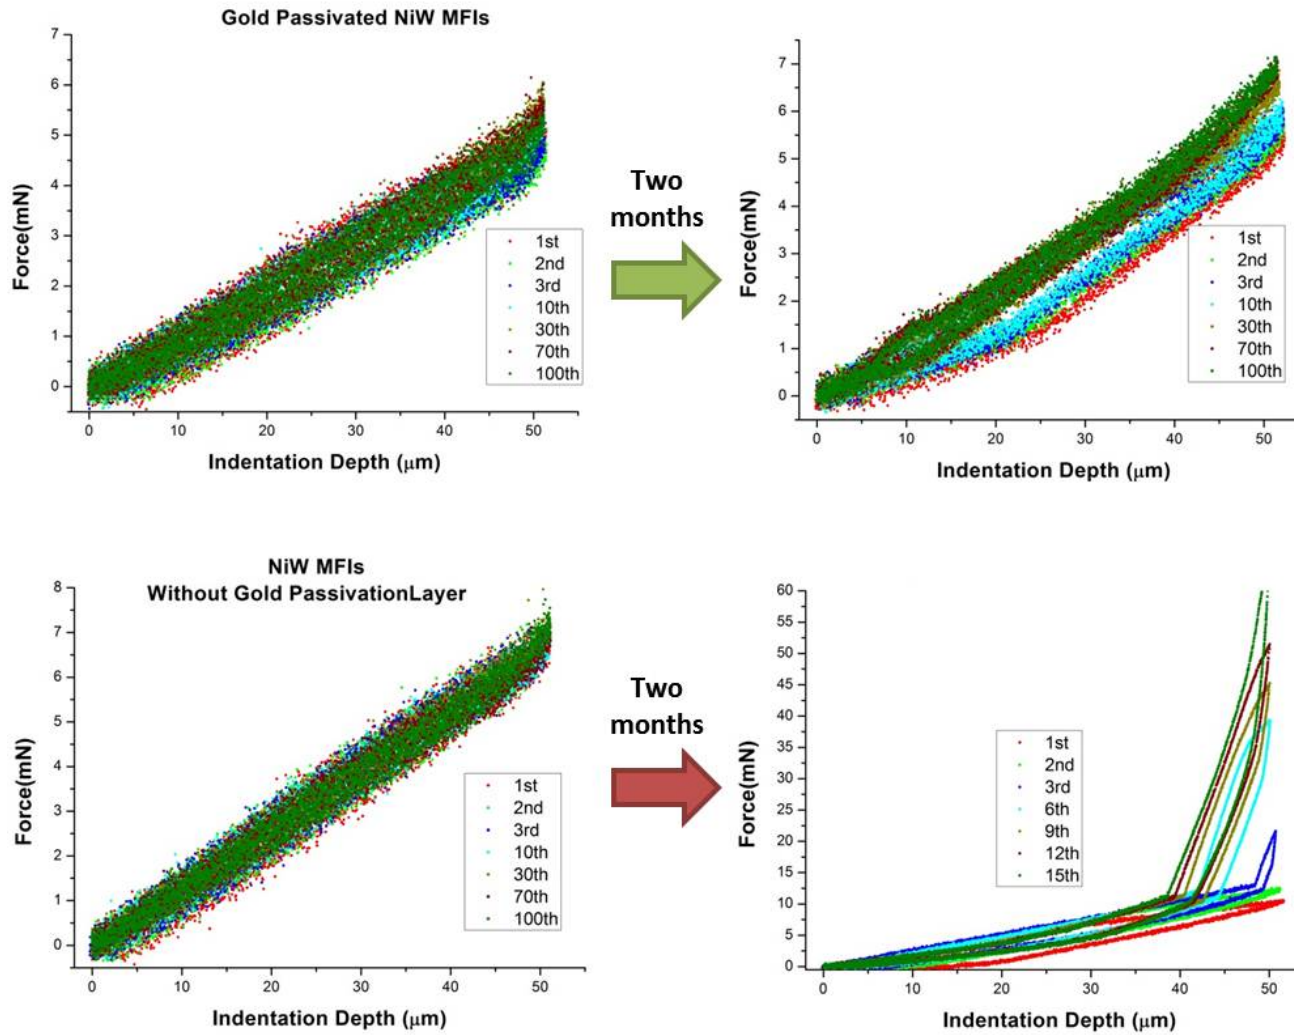 Gold Passivated NiW MFIs
7
6
5
4
3
2
1
0
Force(mN)
0 10 20 30 40 50
Indentation Depth (μm)
1st
2nd
3rd
10th
30th
70th
100th
Two
months
7
6
5
4
3
2
1
0
Force(mN)
0 10 20 30 40 50
Indentation Depth (μm)
1st
2nd
3rd
10th
30th
70th
100th
NiW MFIs
Without Gold PassivationLayer
8
7
6
5
4
3
2
1
0
Force(mN)
0 10 20 30 40 50
Indentation Depth (μm)
1st
2nd
3rd
10th
30th
70th
100th
Two
months
60
55
50
45
40
35
30
25
20
15
10
5
0
Force(mN)
0 10 20 30 40 50
Indentation Depth (μm)
1st
2nd
3rd
6th
9th
12th
15th